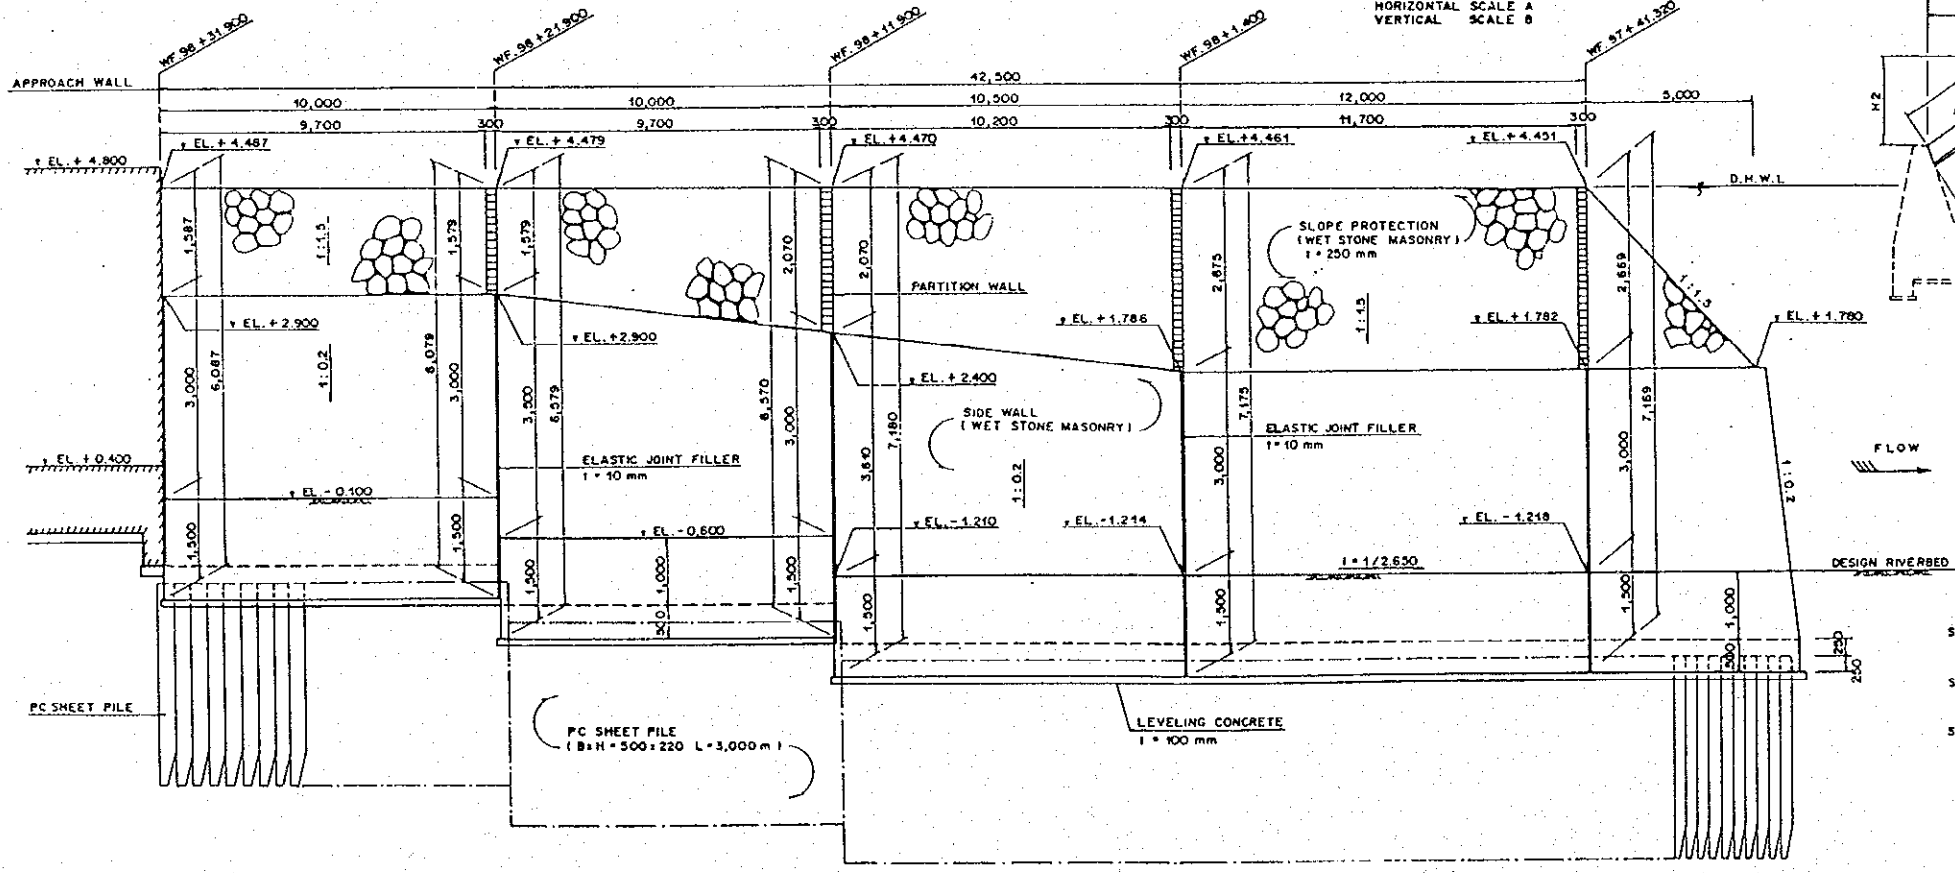 HORIZONTAL SCALE A
VERTICAL SCALE B
WF. 98 + 31.900
WF. 98 + 21.900
WF. 98 + 11.900
WF. 98 + 1.400
WF. 97 + 41.320
APPROACH WALL
42,500
10,000
10,000
10,500
12,000
5,000
9,700
300
9,700
300
10,200
300
11,700
300
H2
EL. + 4.800
EL. + 4.487
EL. + 4.479
EL. + 4.470
EL. + 4.461
EL. + 4.451
D.H.W.L
1,587
1:1.5
1,579
1,579
2,070
2,070
2,675
2,669
1:1.5
SLOPE PROTECTION
(WET STONE MASONRY)
t = 250 mm
1:1.5
PARTITION WALL
EL. + 2.900
EL. + 2.900
EL. + 2.400
EL. + 1.786
EL. + 1.782
EL. + 1.780
3,000
6,087
1:0.2
6,079
3,000
3,500
6,579
6,570
3,000
3,610
7,180
SIDE WALL
(WET STONE MASONRY)
1:0.2
3,000
7,175
ELASTIC JOINT FILLER
t = 10 mm
3,000
7,169
1:0.2
FLOW
EL. + 0.400
ELASTIC JOINT FILLER
t = 10 mm
EL. - 0.100
EL. - 0.600
EL. - 1.210
EL. - 1.214
EL. - 1.218
1,500
1,500
1,500
1,000
500
1,500
1,500
1,500
I = 1/2,650
1,500
1,000
500
250
250
DESIGN RIVERBED
PC SHEET PILE
PC SHEET PILE
(B×H = 500×220 L = 3,000 m)
LEVELING CONCRETE
t = 100 mm
S
S
S